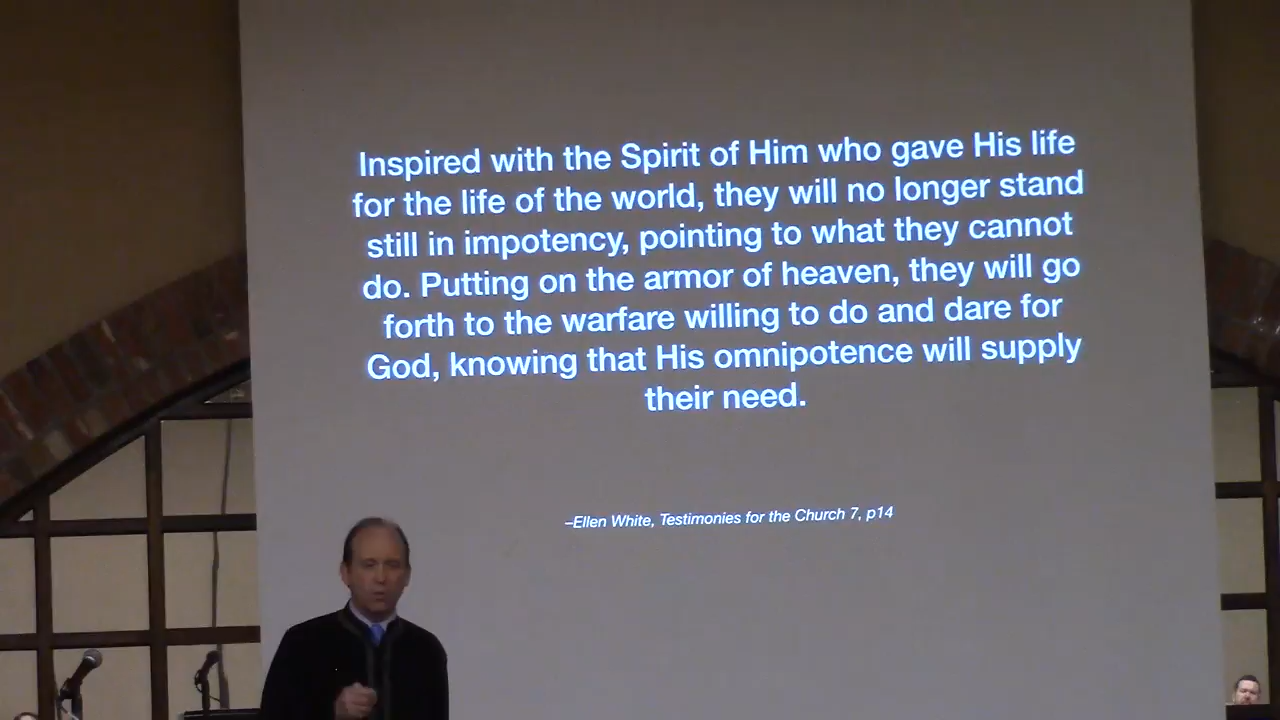 Inspired with the Spirit of Him who gave His life
for the life of the world, they will no longer stand
still in impotency, pointing to what they cannot
do. Putting on the armor of heaven, they will go
forth to the warfare willing to do and dare for
God, knowing that His omnipotence will supply
their need.
–Ellen White, Testimonies for the Church 7, p14